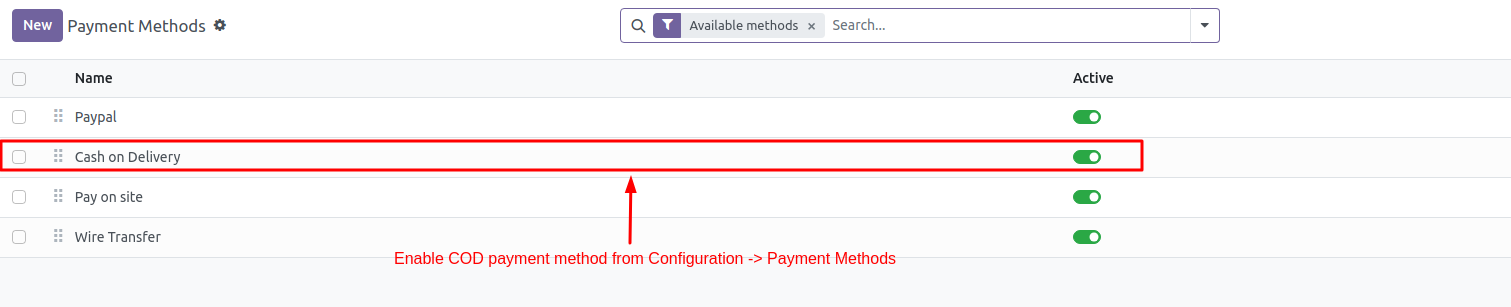 New Payment Methods
Available methods × Search...
Name Active
Paypal
Cash on Delivery
Pay on site
Wire Transfer
Enable COD payment method from Configuration -> Payment Methods